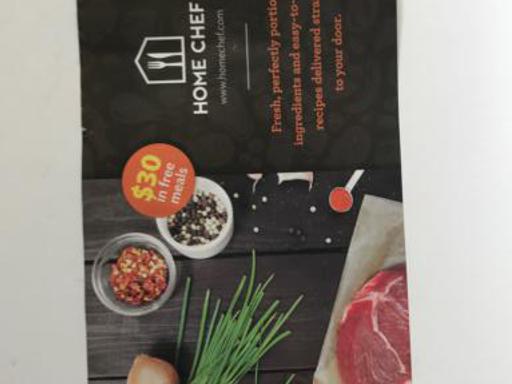 HOME CHEF
www.homechef.com
Fresh, perfectly
ingredients and easy-to-
recipes delivered
to your door.
$30
in free
meals